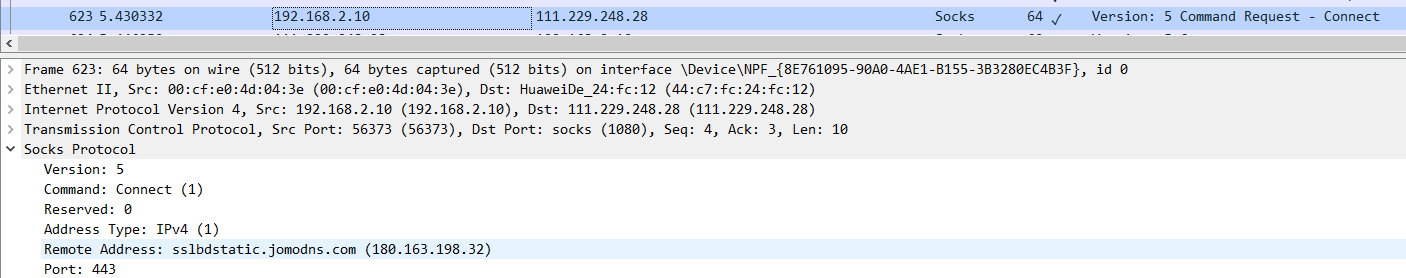 623 5.430332 192.168.2.10 111.229.248.28 Socks 64 ✓ Version: 5 Command Request - Connect
Frame 623: 64 bytes on wire (512 bits), 64 bytes captured (512 bits) on interface \Device\NPF_{8E761095-90A0-4AE1-B155-3B3280EC4B3F}, id 0
Ethernet II, Src: 00:cf:e0:4d:04:3e (00:cf:e0:4d:04:3e), Dst: HuaweiDe_24:fc:12 (44:c7:fc:24:fc:12)
Internet Protocol Version 4, Src: 192.168.2.10 (192.168.2.10), Dst: 111.229.248.28 (111.229.248.28)
Transmission Control Protocol, Src Port: 56373 (56373), Dst Port: socks (1080), Seq: 4, Ack: 3, Len: 10
Socks Protocol
Version: 5
Command: Connect (1)
Reserved: 0
Address Type: IPv4 (1)
Remote Address: sslbdstatic.jomodns.com (180.163.198.32)
Port: 443